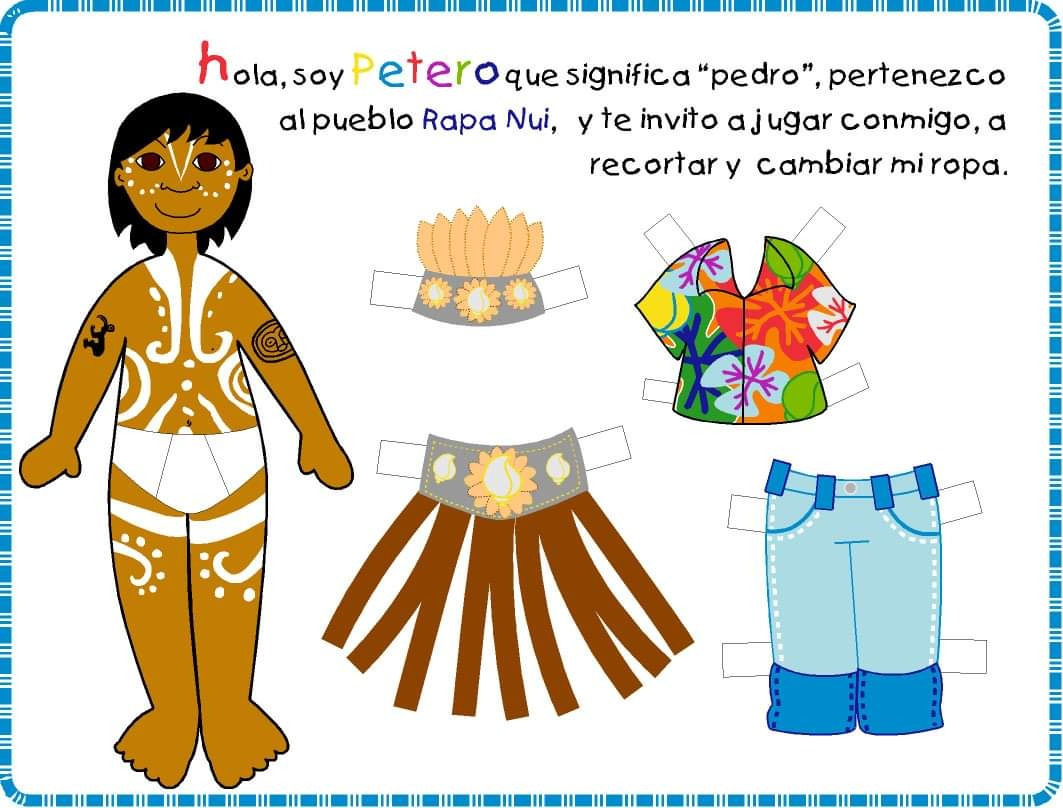 hola, soy Petero que significa “pedro”, pertenezco
al pueblo Rapa Nui, y te invito a jugar conmigo, a
recortar y cambiar mi ropa.